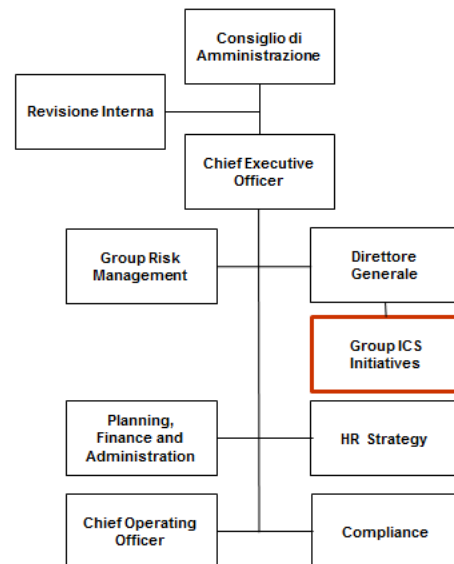 Consiglio di
Amministrazione
Revisione Interna
Chief Executive
Officer
Group Risk
Management
Direttore
Generale
Group ICS
Initiatives
Planning,
Finance and
Administration
HR Strategy
Chief Operating
Officer
Compliance